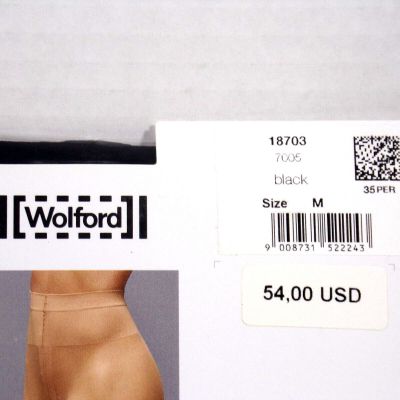 Wolford
18703
7005
black
35PER
Size M
9 008731 522243
54,00 USD